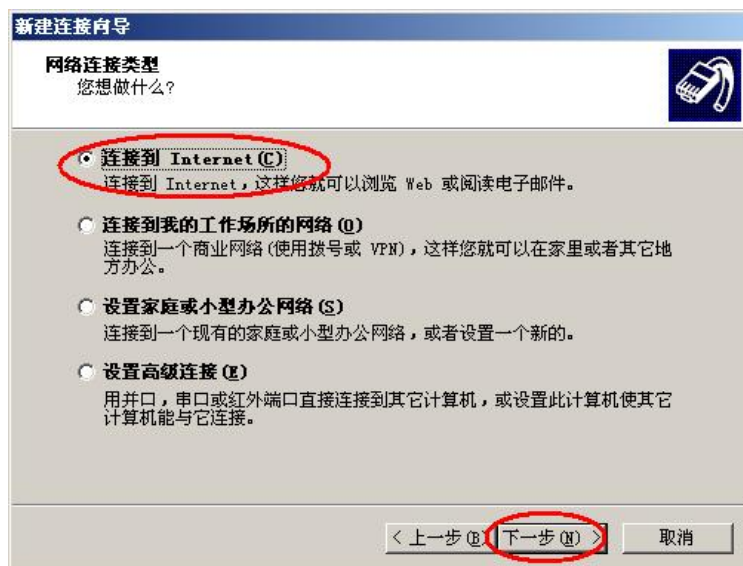 新建连接向导
网络连接类型
您想做什么?
连接到 Internet(C)
连接到 Internet，这样您就可以浏览 Web 或阅读电子邮件。
连接到我的工作场所的网络(O)
连接到一个商业网络(使用拨号或 VPN)，这样您就可以在家里或者其它地
方办公。
设置家庭或小型办公网络(S)
连接到一个现有的家庭或小型办公网络，或者设置一个新的。
设置高级连接(E)
用并口，串口或红外端口直接连接到其它计算机，或设置此计算机使其它
计算机能与它连接。
< 上一步(B) 下一步(N) > 取消